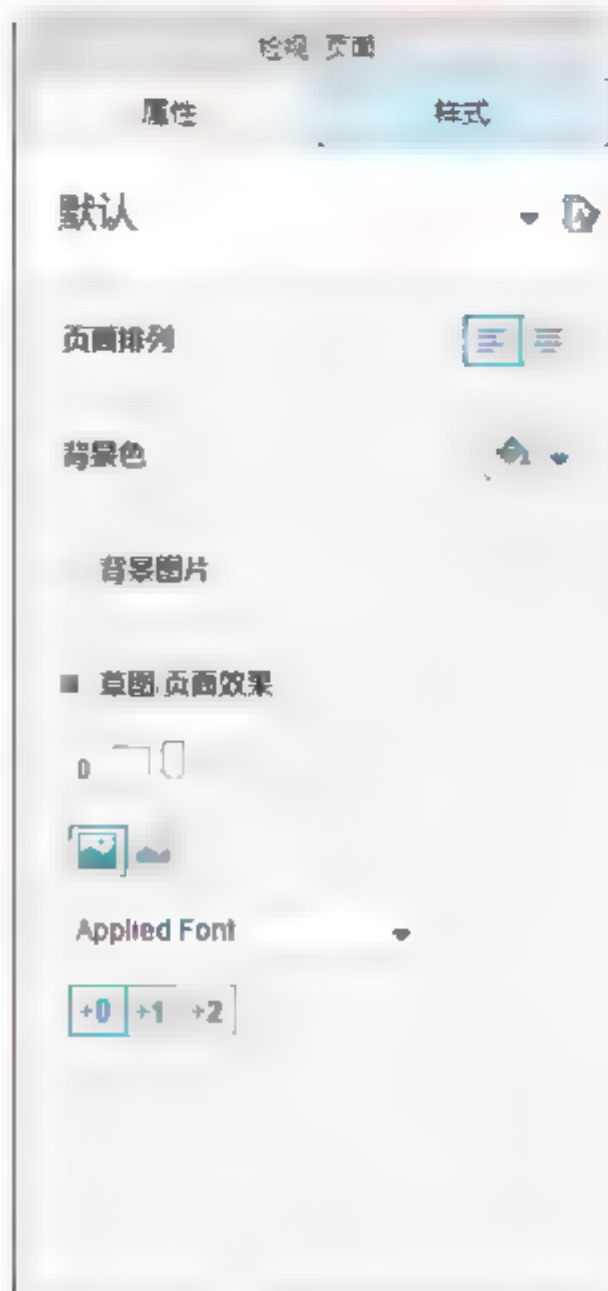 检视: 页面
属性 样式
默认
页面排列
背景色
背景图片
草图/页面效果
0
Applied Font
+0 +1 +2